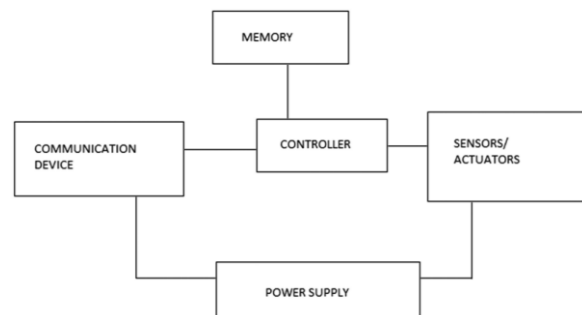 MEMORY
COMMUNICATION
DEVICE
CONTROLLER
SENSORS/
ACTUATORS
POWER SUPPLY